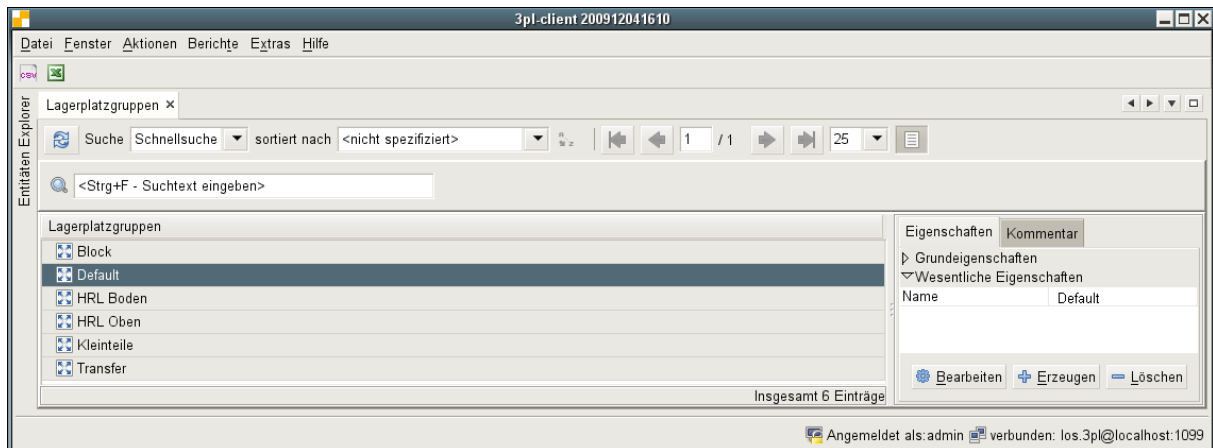 3pl-client 200912041610
Datei Fenster Aktionen Berichte Extras Hilfe
csv
Entitäten Explorer
Lagerplatzgruppen
Suche Schnellsuche sortiert nach <nicht spezifiziert> 1 / 1 25
<Strg+F - Suchtext eingeben>
Lagerplatzgruppen
Block
Default
HRL Boden
HRL Oben
Kleinteile
Transfer
Insgesamt 6 Einträge
Eigenschaften Kommentar
Grundeigenschaften
Wesentliche Eigenschaften
Name Default
Bearbeiten Erzeugen Löschen
Angemeldet als:admin verbunden: los.3pl@localhost:1099